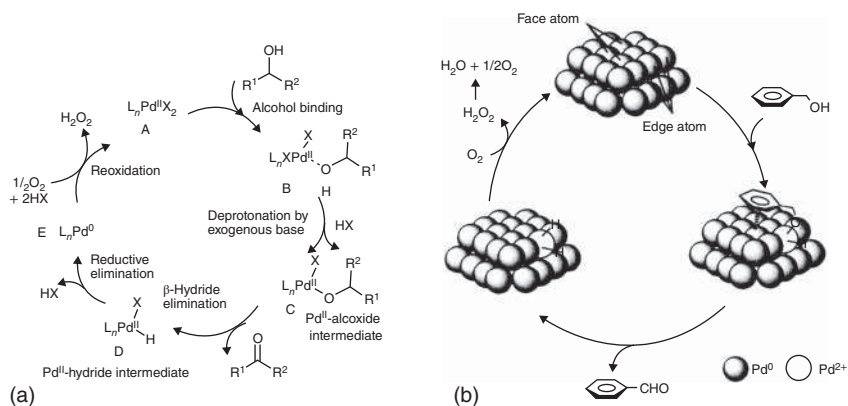 OH
R¹ R²
Alcohol binding
LₙPdᴵᴵX₂
A
H₂O₂
Reoxidation
1/2O₂
+ 2HX
E LₙPd⁰
X
LₙXPdᴵᴵ
O
R²
R¹
B H
Deprotonation by
exogenous base
HX
X
LₙPdᴵᴵ
O
R²
R¹
C
Pdᴵᴵ-alcoxide
intermediate
β-Hydride
elimination
O
R¹ R²
Reductive
elimination
HX
X
LₙPdᴵᴵ
H
D
Pdᴵᴵ-hydride intermediate
(a)
Face atom
Edge atom
H₂O + 1/2O₂
H₂O₂
O₂
OH
H
H
O
H
CHO
Pd⁰
Pd²⁺
(b)